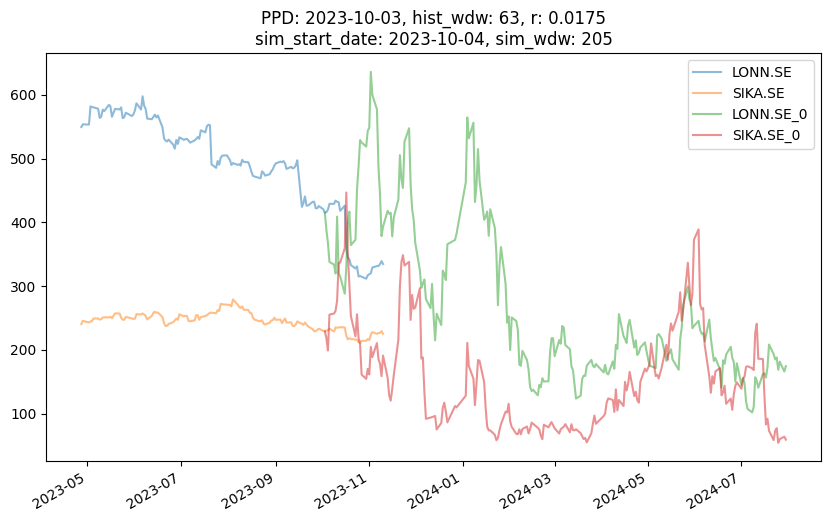 PPD: 2023-10-03, hist_wdw: 63, r: 0.0175
sim_start_date: 2023-10-04, sim_wdw: 205
LONN.SE
SIKA.SE
LONN.SE_0
SIKA.SE_0
600
500
400
300
200
100
2023-05
2023-07
2023-09
2023-11
2024-01
2024-03
2024-05
2024-07